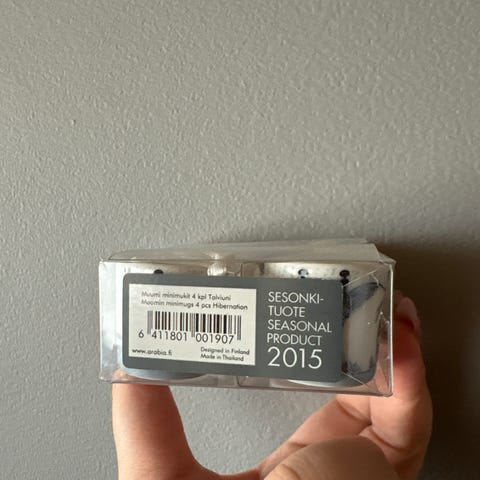 Muumi minimukit 4 kpl Talviuni
Moomin minimugs 4 pcs Hibernation
6 411801 001907
www.arabia.fi
Designed in Finland
Made in Thailand
SESONKI-
TUOTE
SEASONAL
PRODUCT
2015